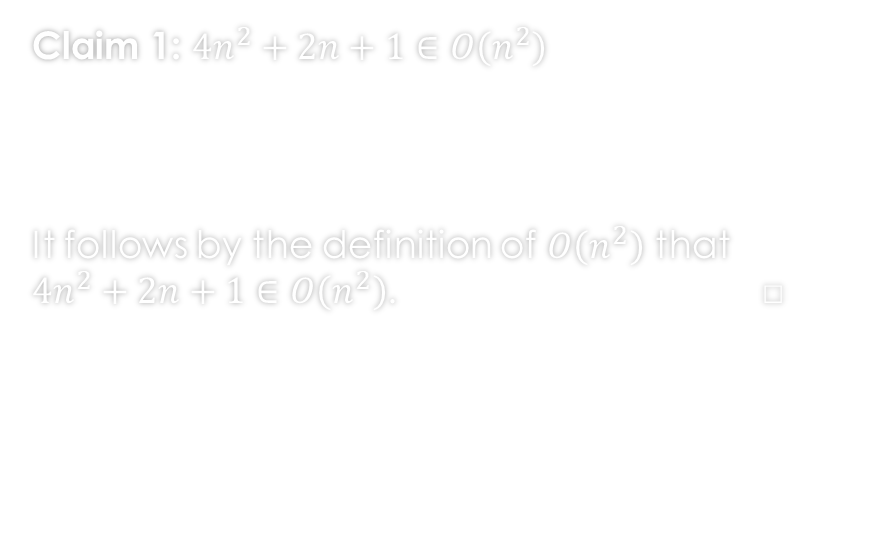 Claim 1: 4n² + 2n + 1 ∈ O(n²)
It follows by the definition of O(n²) that
4n² + 2n + 1 ∈ O(n²). □